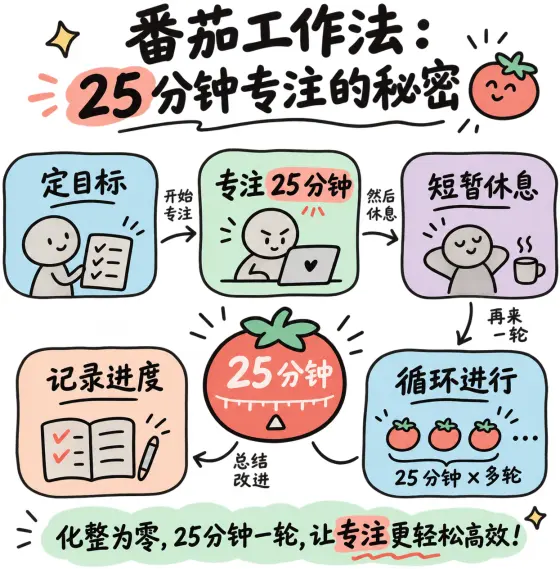 番茄工作法：
25分钟专注的秘密
定目标
开始
专注
专注25分钟
然后
休息
短暂休息
再来
一轮
循环进行
25分钟×多轮
25分钟
总结
改进
记录进度
化整为零，25分钟一轮，让专注更轻松高效！